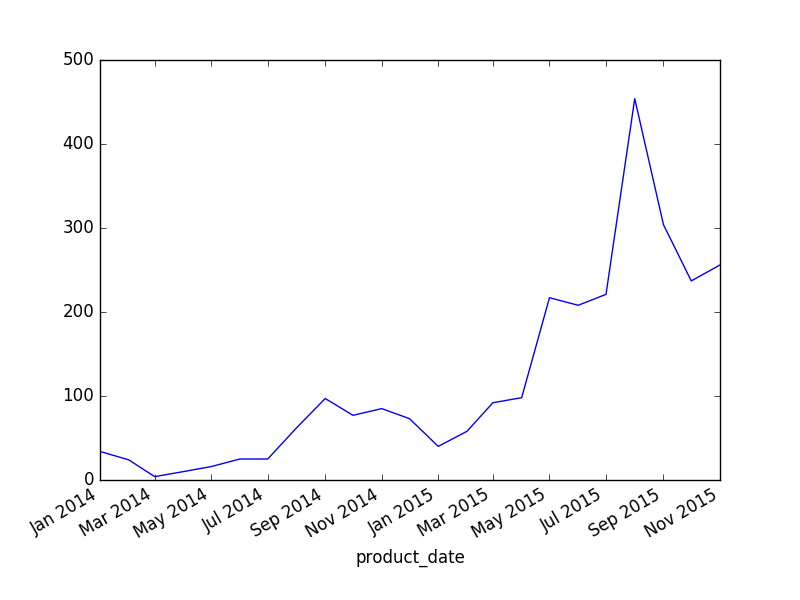 500
400
300
200
100
0
Jan 2014
Mar 2014
May 2014
Jul 2014
Sep 2014
Nov 2014
Jan 2015
Mar 2015
May 2015
Jul 2015
Sep 2015
Nov 2015
product_date